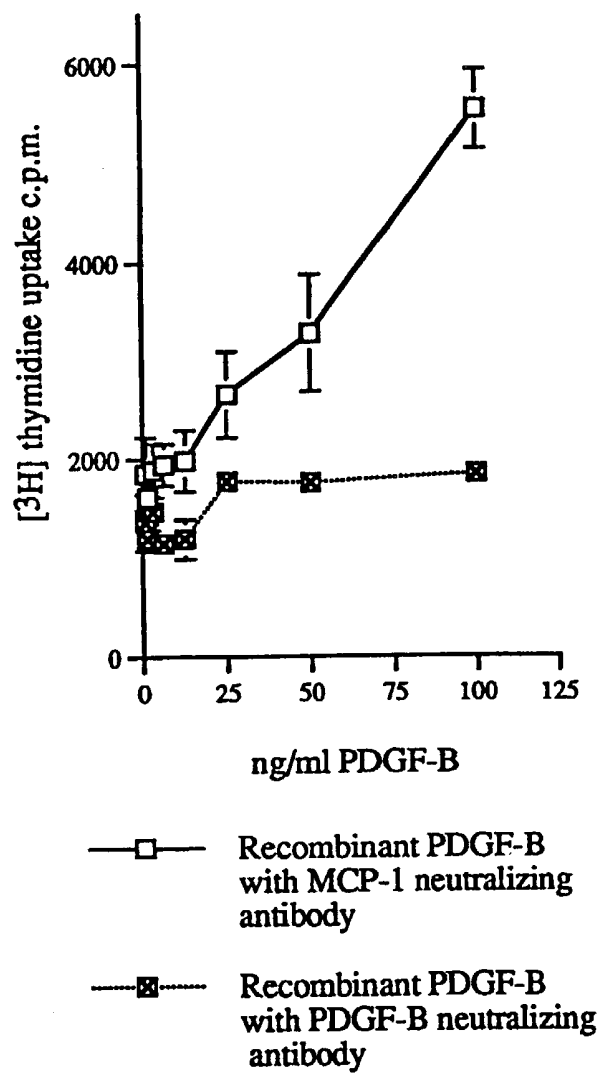 6000
4000
2000
0
[3H] thymidine uptake c.p.m.
0 25 50 75 100 125
ng/ml PDGF-B
Recombinant PDGF-B
with MCP-1 neutralizing
antibody
Recombinant PDGF-B
with PDGF-B neutralizing
antibody